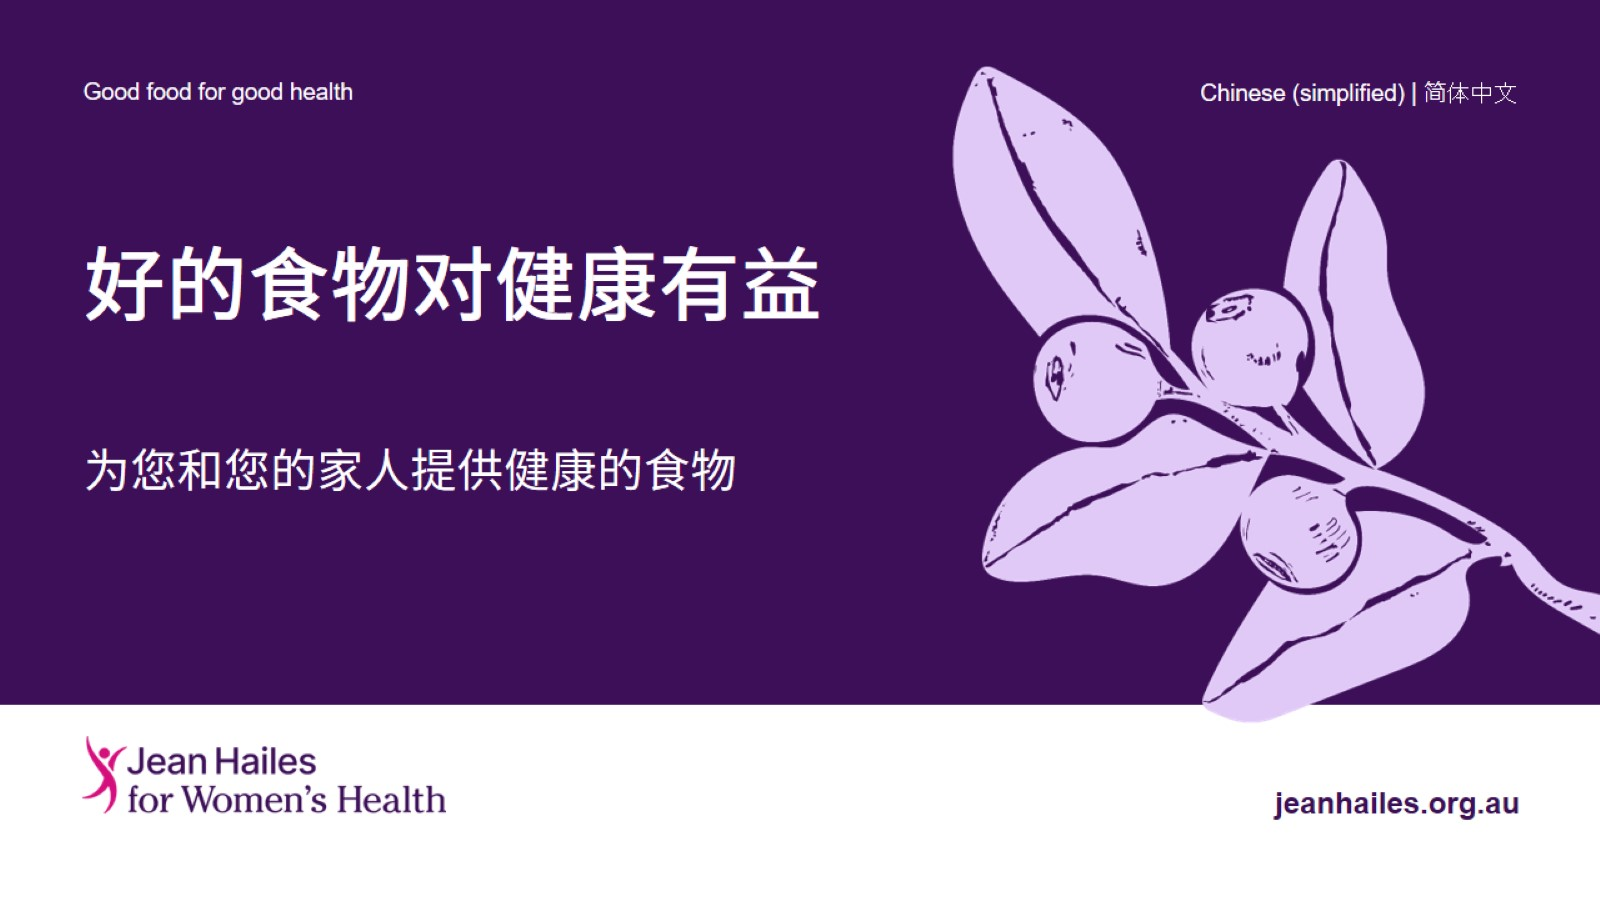 Good food for good health
Chinese (simplified) | 简体中文
好的食物对健康有益
为您和您的家人提供健康的食物
Jean Hailes
for Women's Health
jeanhailes.org.au